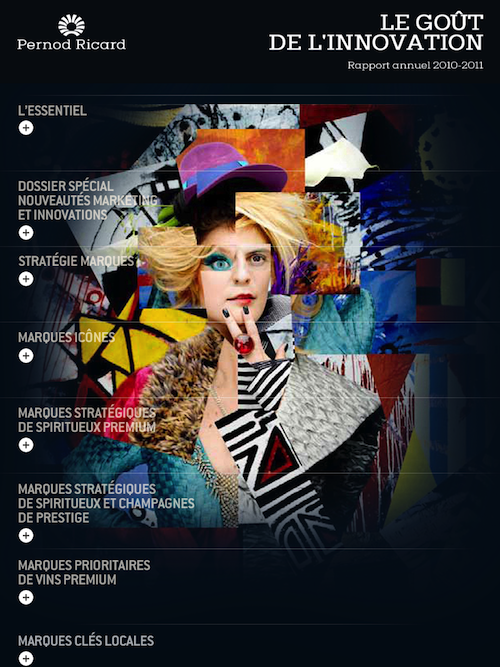 Pernod Ricard
LE GOÛT
DE L'INNOVATION
Rapport annuel 2010-2011
L'ESSENTIEL
DOSSIER SPÉCIAL
NOUVEAUTÉS MARKETING
ET INNOVATIONS
STRATÉGIE MARQUES
MARQUES ICÔNES
MARQUES STRATÉGIQUES
DE SPIRITUEUX PREMIUM
MARQUES STRATÉGIQUES
DE SPIRITUEUX ET CHAMPAGNES
DE PRESTIGE
MARQUES PRIORITAIRES
DE VINS PREMIUM
MARQUES CLÉS LOCALES